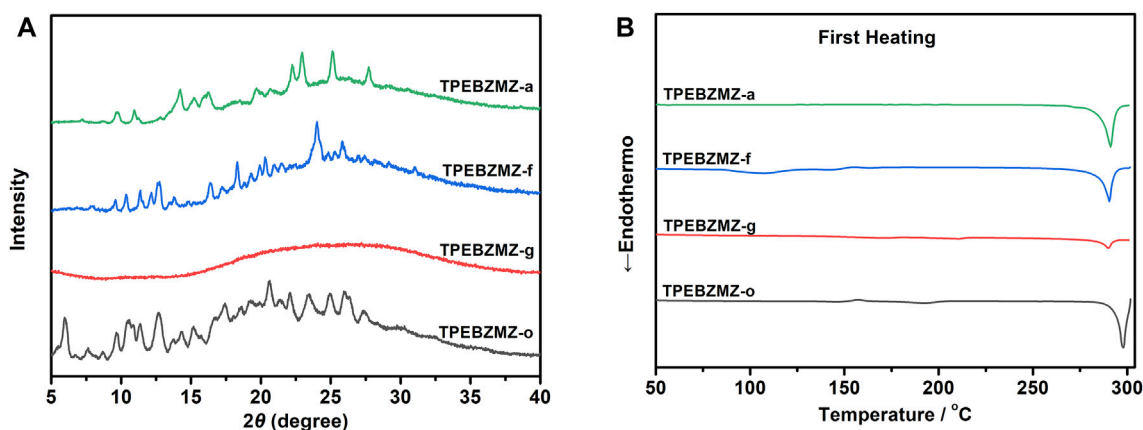 A
Intensity
TPEBZMZ-a
TPEBZMZ-f
TPEBZMZ-g
TPEBZMZ-o
5 10 15 20 25 30 35 40
2θ (degree)
B
First Heating
←Endothermo
TPEBZMZ-a
TPEBZMZ-f
TPEBZMZ-g
TPEBZMZ-o
50 100 150 200 250 300
Temperature / °C